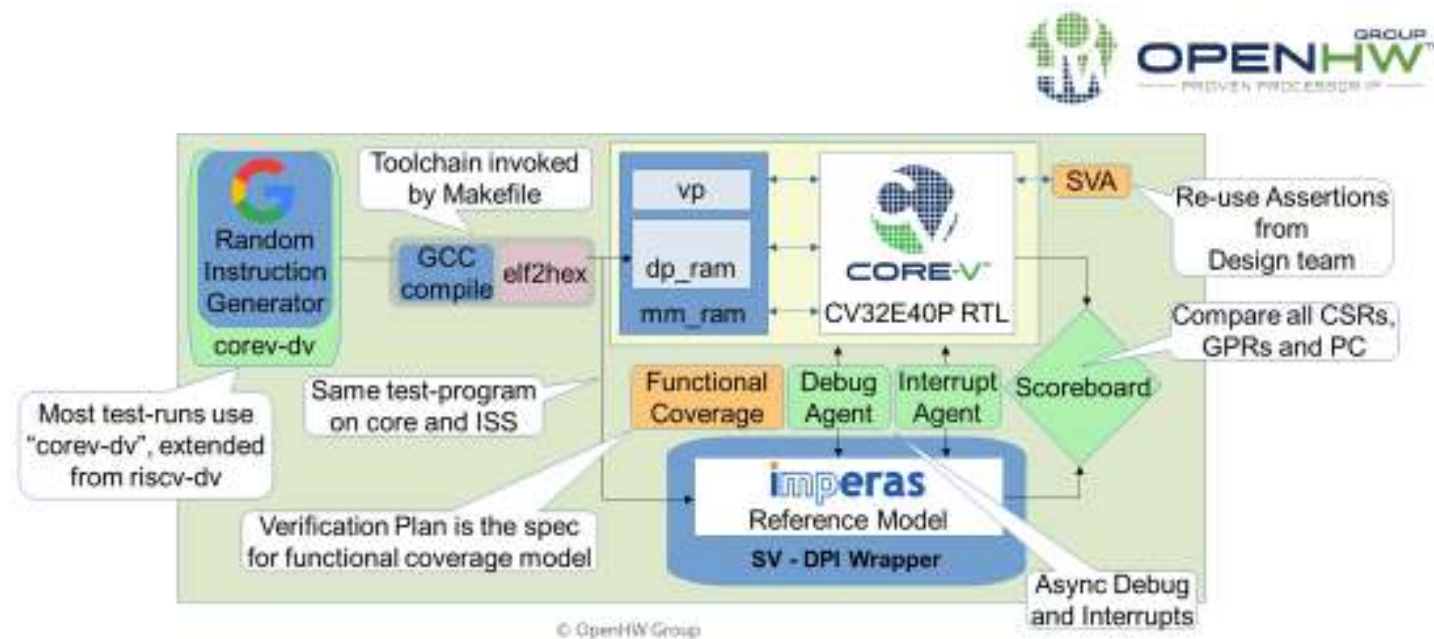 GROUP
OPENHW
TM
PROVEN PROCESSOR IP
Random
Instruction
Generator
corev-dv
Toolchain invoked
by Makefile
GCC
compile
elf2hex
vp
dp_ram
mm_ram
CORE-V™
CV32E40P RTL
SVA
Re-use Assertions
from
Design team
Compare all CSRs,
GPRs and PC
Scoreboard
Most test-runs use
“corev-dv”, extended
from riscv-dv
Same test-program
on core and ISS
Functional
Coverage
Debug
Agent
Interrupt
Agent
imperas
Reference Model
SV - DPI Wrapper
Verification Plan is the spec
for functional coverage model
Async Debug
and Interrupts
© OpenHW Group